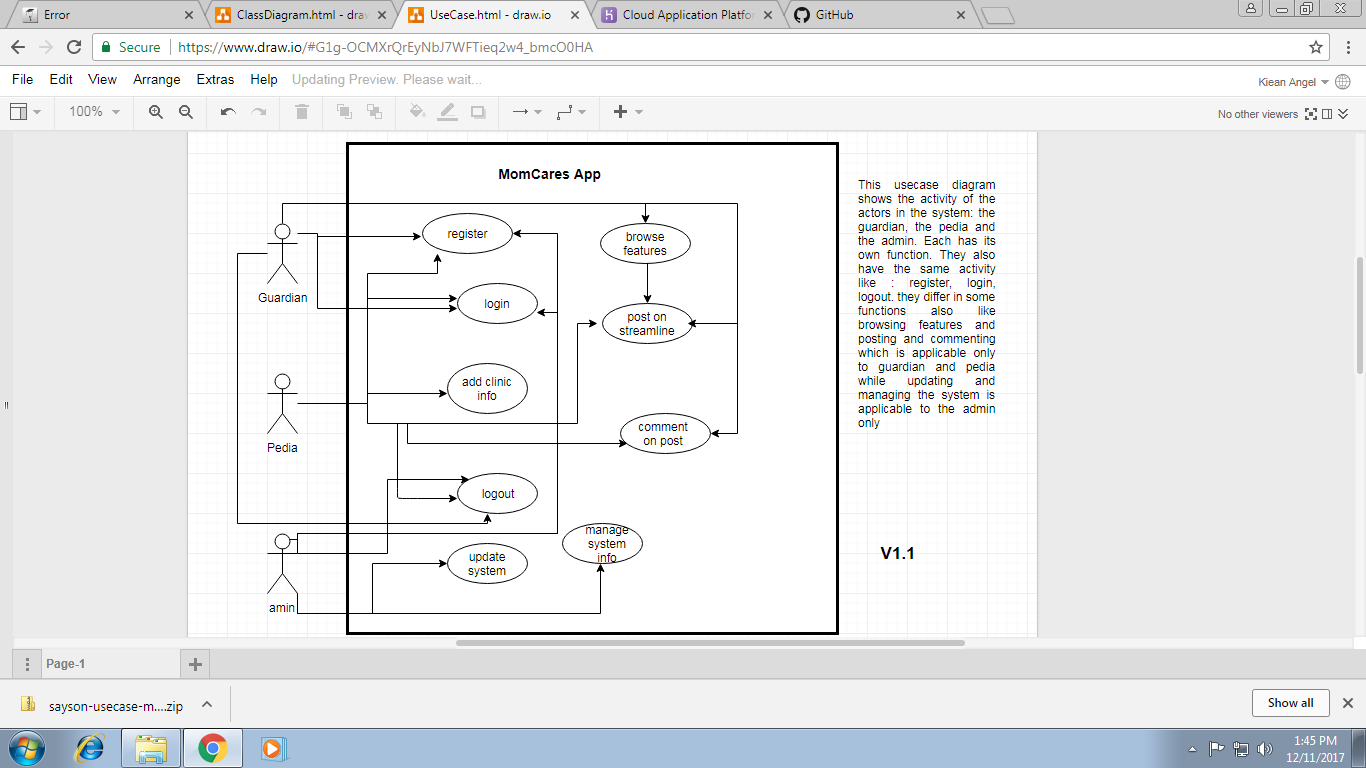 Error
ClassDiagram.html - draw
UseCase.html - draw.io
Cloud Application Platfor
GitHub
Secure
https://www.draw.io/#G1g-OCMXrQrEyNbJ7WFTieq2w4_bmcO0HA
File Edit View Arrange Extras Help Updating Preview. Please wait...
Kiean Angel
100%
No other viewers
MomCares App
register
login
add clinic
info
logout
update
system
browse
features
post on
streamline
comment
on post
manage
system
info
Guardian
Pedia
amin
This usecase diagram
shows the activity of the
actors in the system: the
guardian, the pedia and
the admin. Each has its
own function. They also
have the same activity
like : register, login,
logout. they differ in some
functions also like
browsing features and
posting and commenting
which is applicable only
to guardian and pedia
while updating and
managing the system is
applicable to the admin
only
V1.1
Page-1
sayson-usecase-m....zip
Show all
1:45 PM
12/11/2017